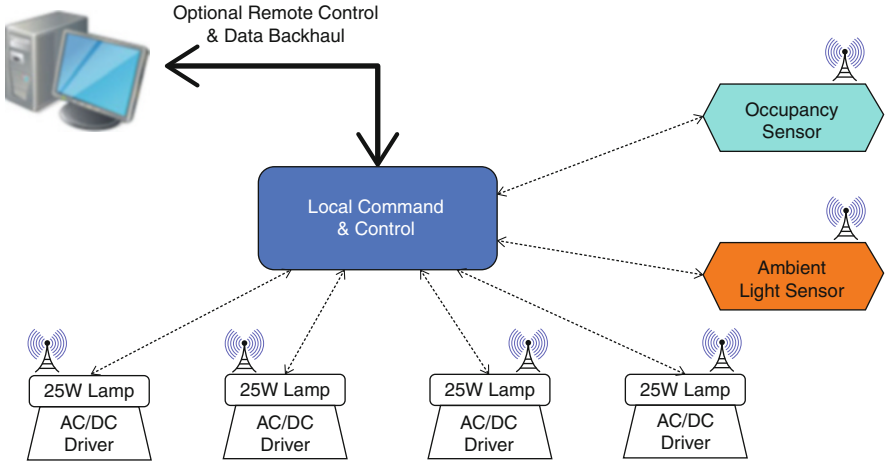 Optional Remote Control
& Data Backhaul
Occupancy
Sensor
Local Command
& Control
Ambient
Light Sensor
25W Lamp
AC/DC
Driver
25W Lamp
AC/DC
Driver
25W Lamp
AC/DC
Driver
25W Lamp
AC/DC
Driver